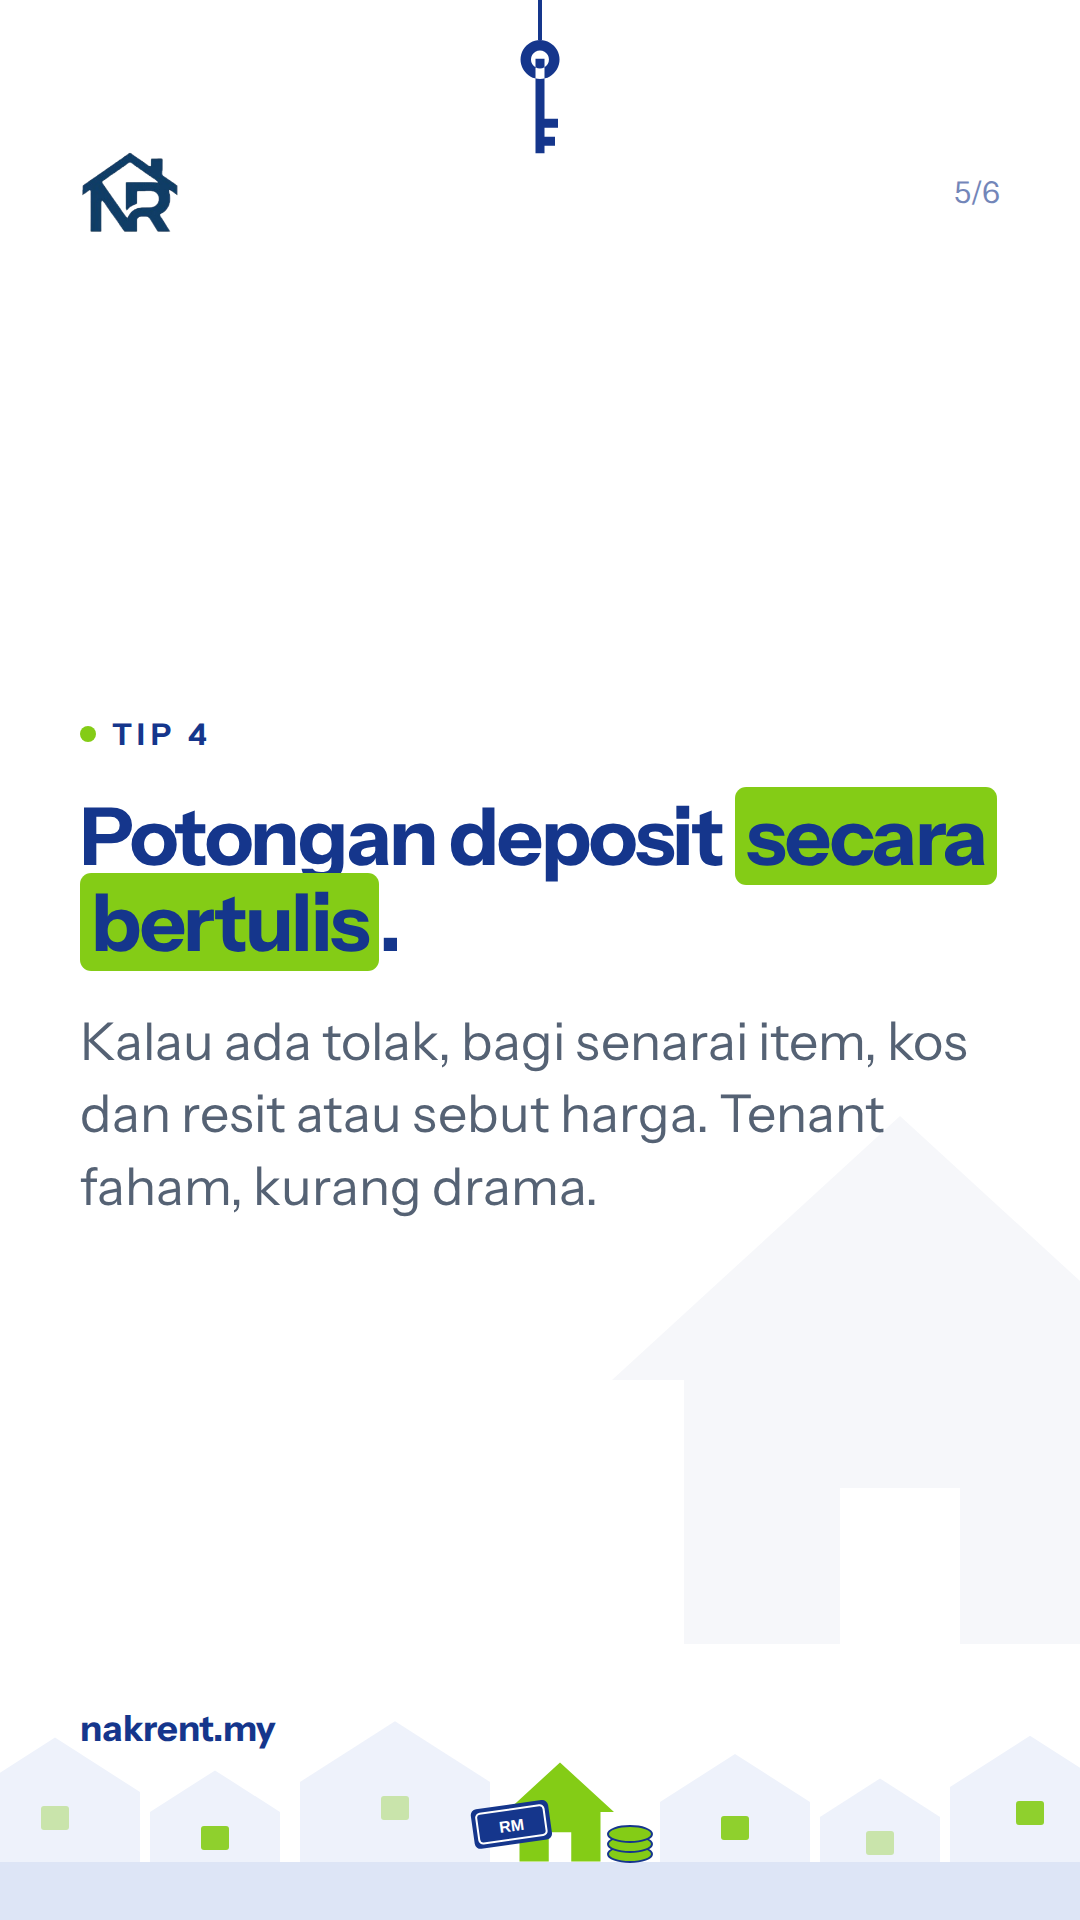 NR
5/6
TIP 4
Potongan deposit secara
bertulis.
Kalau ada tolak, bagi senarai item, kos
dan resit atau sebut harga. Tenant
faham, kurang drama.
nakrent.my
RM